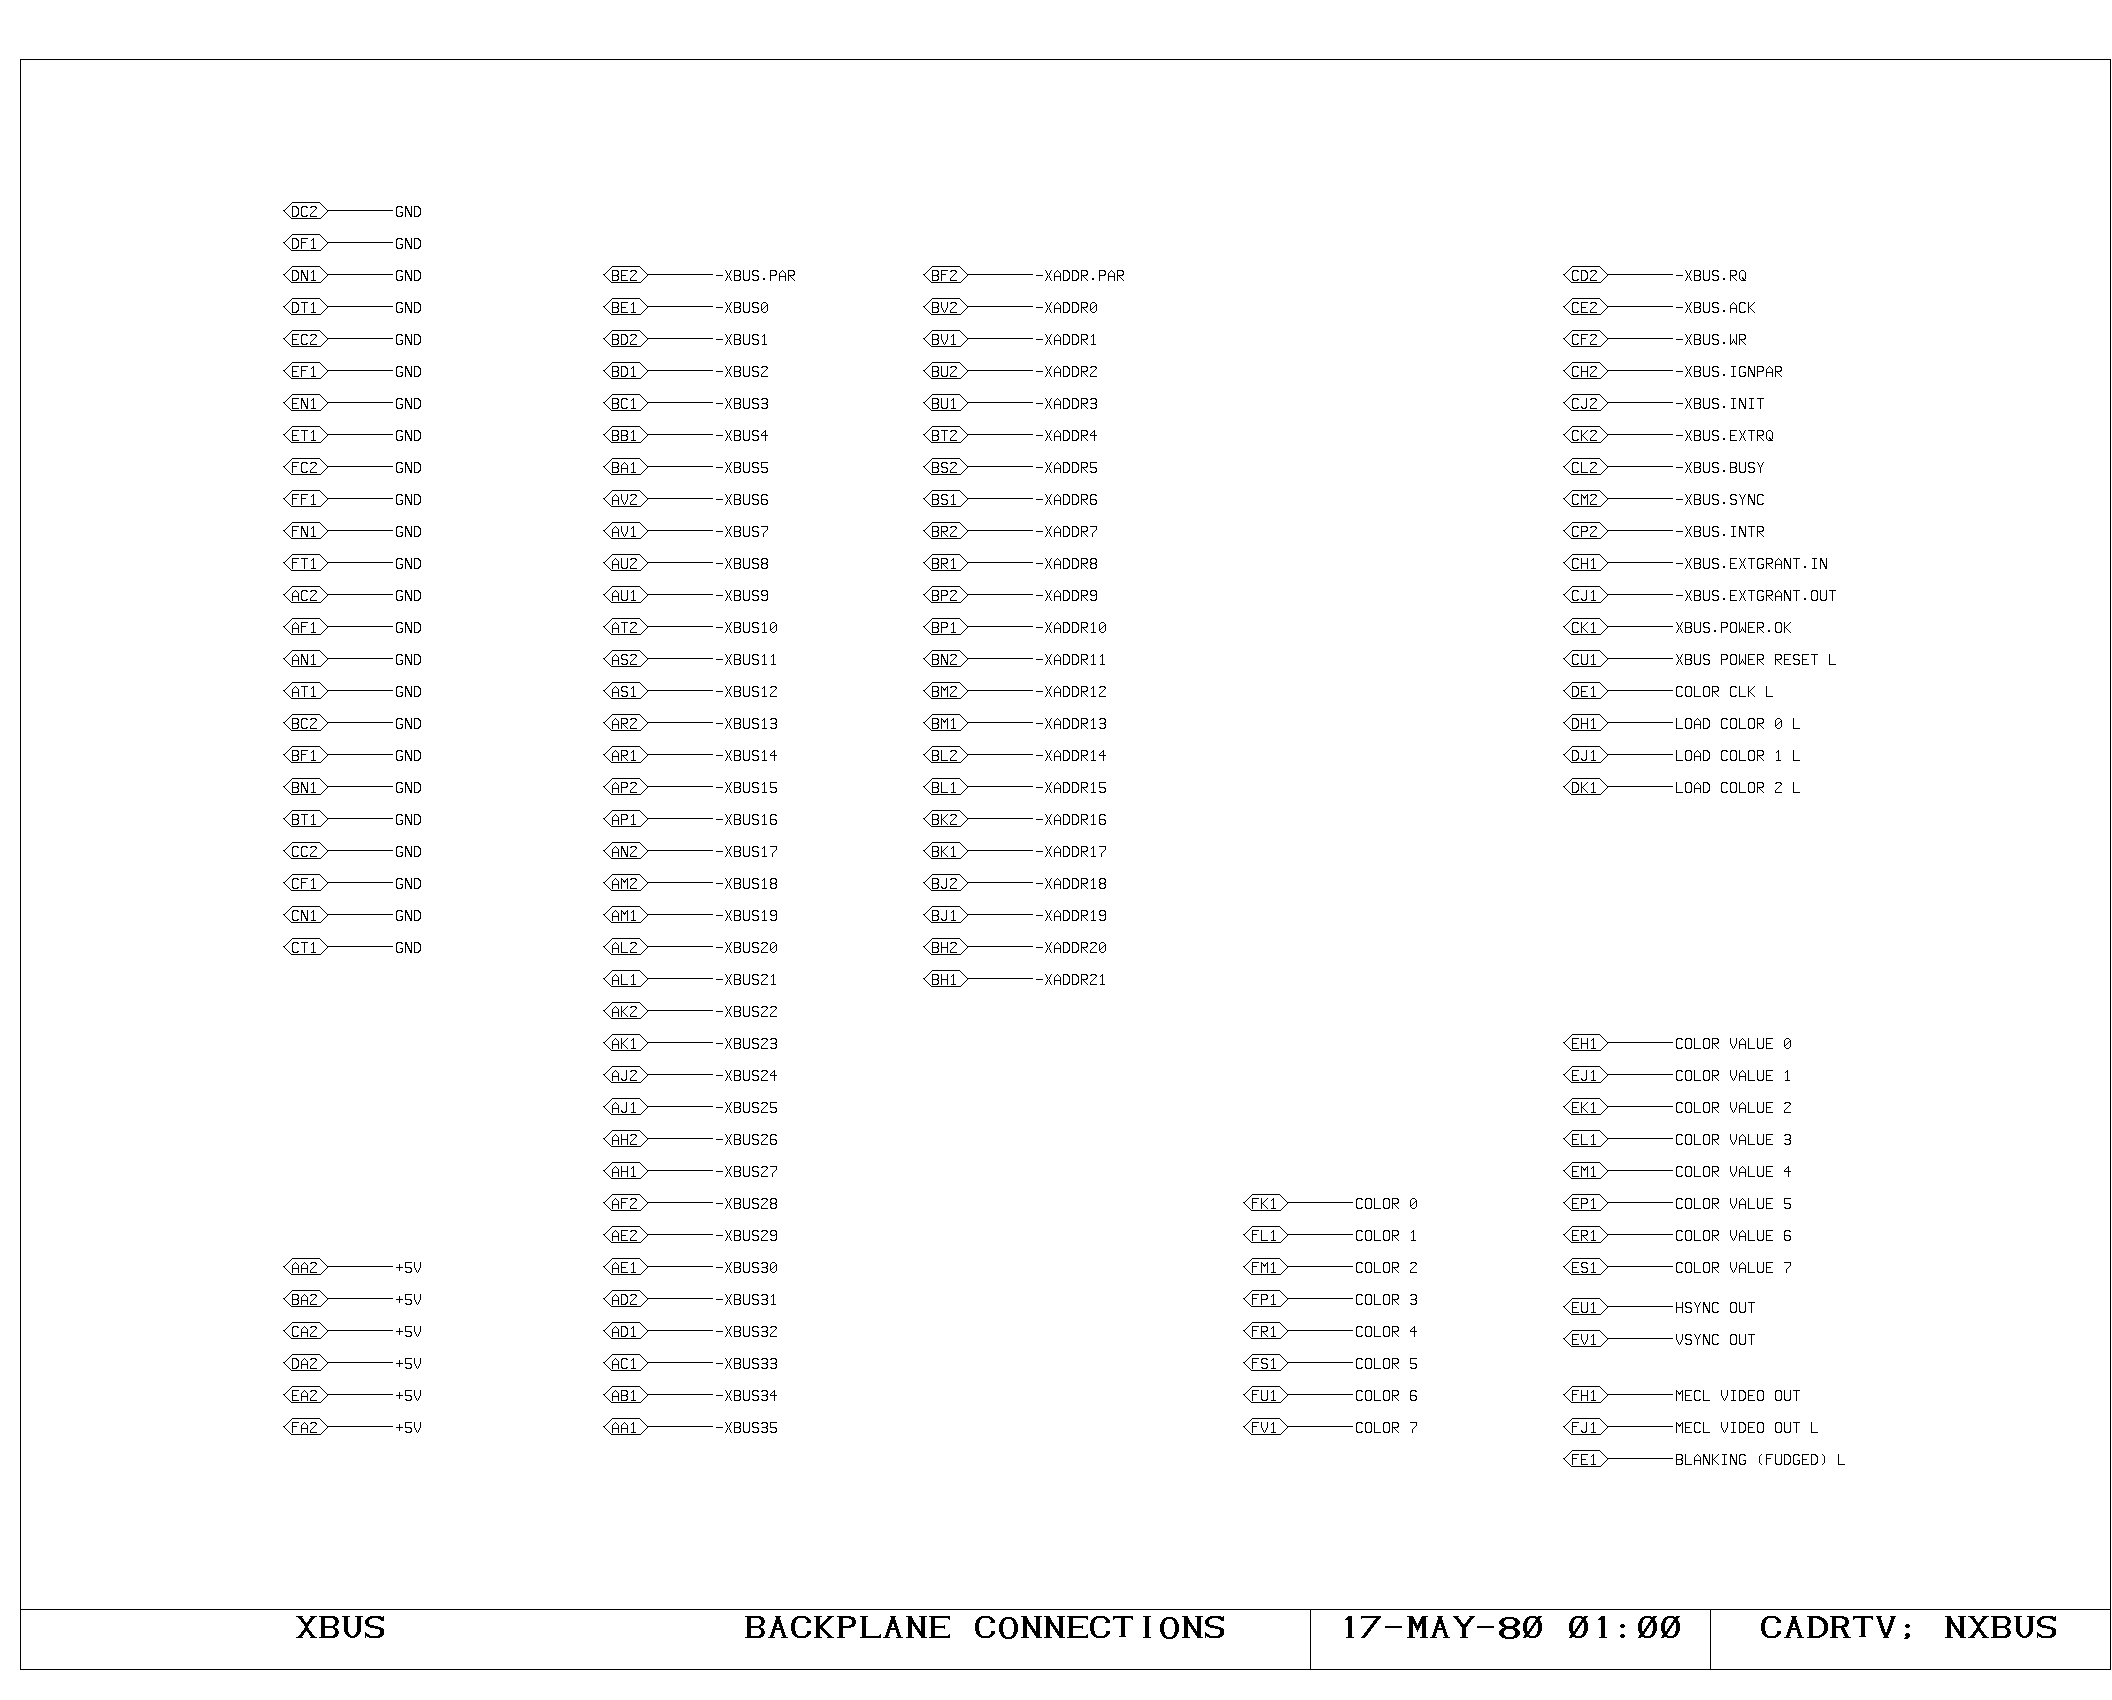 DC2 GND
DF1 GND
DN1 GND
DT1 GND
EC2 GND
EF1 GND
EN1 GND
ET1 GND
FC2 GND
FF1 GND
FN1 GND
FT1 GND
AC2 GND
AF1 GND
AN1 GND
AT1 GND
BC2 GND
BF1 GND
BN1 GND
BT1 GND
CC2 GND
CF1 GND
CN1 GND
CT1 GND
AA2 +5V
BA2 +5V
CA2 +5V
DA2 +5V
EA2 +5V
FA2 +5V
BE2 -XBUS.PAR
BE1 -XBUS0
BD2 -XBUS1
BD1 -XBUS2
BC1 -XBUS3
BB1 -XBUS4
BA1 -XBUS5
AV2 -XBUS6
AV1 -XBUS7
AU2 -XBUS8
AU1 -XBUS9
AT2 -XBUS10
AS2 -XBUS11
AS1 -XBUS12
AR2 -XBUS13
AR1 -XBUS14
AP2 -XBUS15
AP1 -XBUS16
AN2 -XBUS17
AM2 -XBUS18
AM1 -XBUS19
AL2 -XBUS20
AL1 -XBUS21
AK2 -XBUS22
AK1 -XBUS23
AJ2 -XBUS24
AJ1 -XBUS25
AH2 -XBUS26
AH1 -XBUS27
AF2 -XBUS28
AE2 -XBUS29
AE1 -XBUS30
AD2 -XBUS31
AD1 -XBUS32
AC1 -XBUS33
AB1 -XBUS34
AA1 -XBUS35
BF2 -XADDR.PAR
BV2 -XADDR0
BV1 -XADDR1
BU2 -XADDR2
BU1 -XADDR3
BT2 -XADDR4
BS2 -XADDR5
BS1 -XADDR6
BR2 -XADDR7
BR1 -XADDR8
BP2 -XADDR9
BP1 -XADDR10
BN2 -XADDR11
BM2 -XADDR12
BM1 -XADDR13
BL2 -XADDR14
BL1 -XADDR15
BK2 -XADDR16
BK1 -XADDR17
BJ2 -XADDR18
BJ1 -XADDR19
BH2 -XADDR20
BH1 -XADDR21
FK1 COLOR 0
FL1 COLOR 1
FM1 COLOR 2
FP1 COLOR 3
FR1 COLOR 4
FS1 COLOR 5
FU1 COLOR 6
FV1 COLOR 7
CD2 -XBUS.RQ
CE2 -XBUS.ACK
CF2 -XBUS.WR
CH2 -XBUS.IGNPAR
CJ2 -XBUS.INIT
CK2 -XBUS.EXTRQ
CL2 -XBUS.BUSY
CM2 -XBUS.SYNC
CP2 -XBUS.INTR
CH1 -XBUS.EXTGRANT.IN
CJ1 -XBUS.EXTGRANT.OUT
CK1 XBUS.POWER.OK
CU1 XBUS POWER RESET L
DE1 COLOR CLK L
DH1 LOAD COLOR 0 L
DJ1 LOAD COLOR 1 L
DK1 LOAD COLOR 2 L
EH1 COLOR VALUE 0
EJ1 COLOR VALUE 1
EK1 COLOR VALUE 2
EL1 COLOR VALUE 3
EM1 COLOR VALUE 4
EP1 COLOR VALUE 5
ER1 COLOR VALUE 6
ES1 COLOR VALUE 7
EU1 HSYNC OUT
EV1 VSYNC OUT
FH1 MECL VIDEO OUT
FJ1 MECL VIDEO OUT L
FE1 BLANKING (FUDGED) L
XBUS BACKPLANE CONNECTIONS 17-MAY-80 01:00 CADRTV; NXBUS